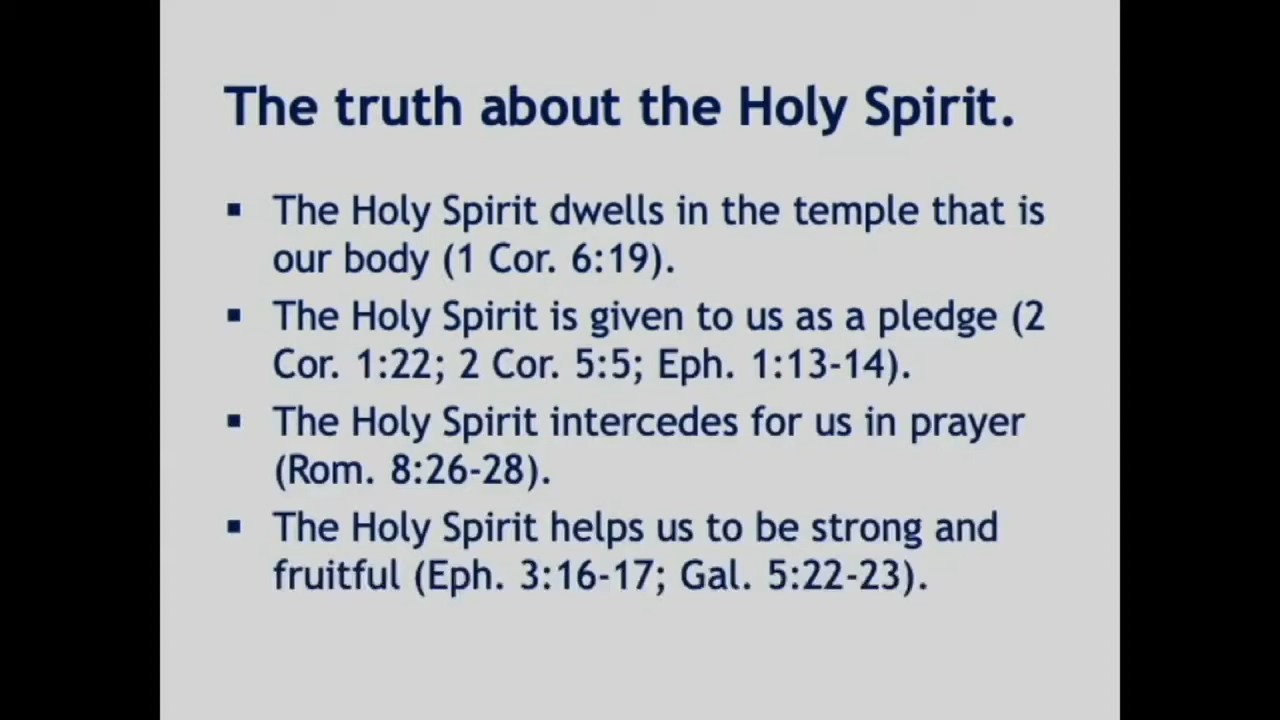 The truth about the Holy Spirit.
▪ The Holy Spirit dwells in the temple that is
our body (1 Cor. 6:19).
▪ The Holy Spirit is given to us as a pledge (2
Cor. 1:22; 2 Cor. 5:5; Eph. 1:13-14).
▪ The Holy Spirit intercedes for us in prayer
(Rom. 8:26-28).
▪ The Holy Spirit helps us to be strong and
fruitful (Eph. 3:16-17; Gal. 5:22-23).